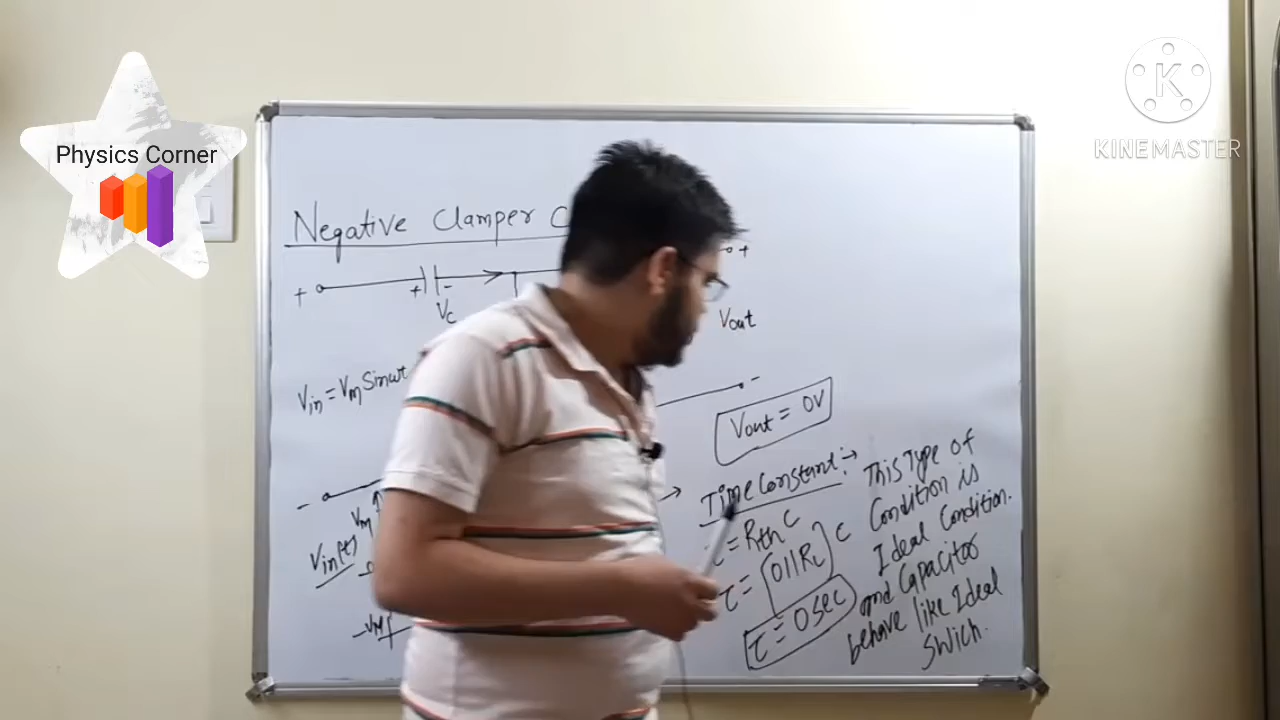 Physics Corner
K
KINEMASTER
Negative Clamper C
+ + - +
Vc
Vout
Vin = Vm Sinωt
-
Vout = 0V
-
Vm
Vin(t)
-Vm
Time Constant :→
τ = Rth C
τ = [0||RL] C
τ = 0 sec
This Type of
Condition is
Ideal Condition.
and Capacitor
behave like Ideal
Swich.